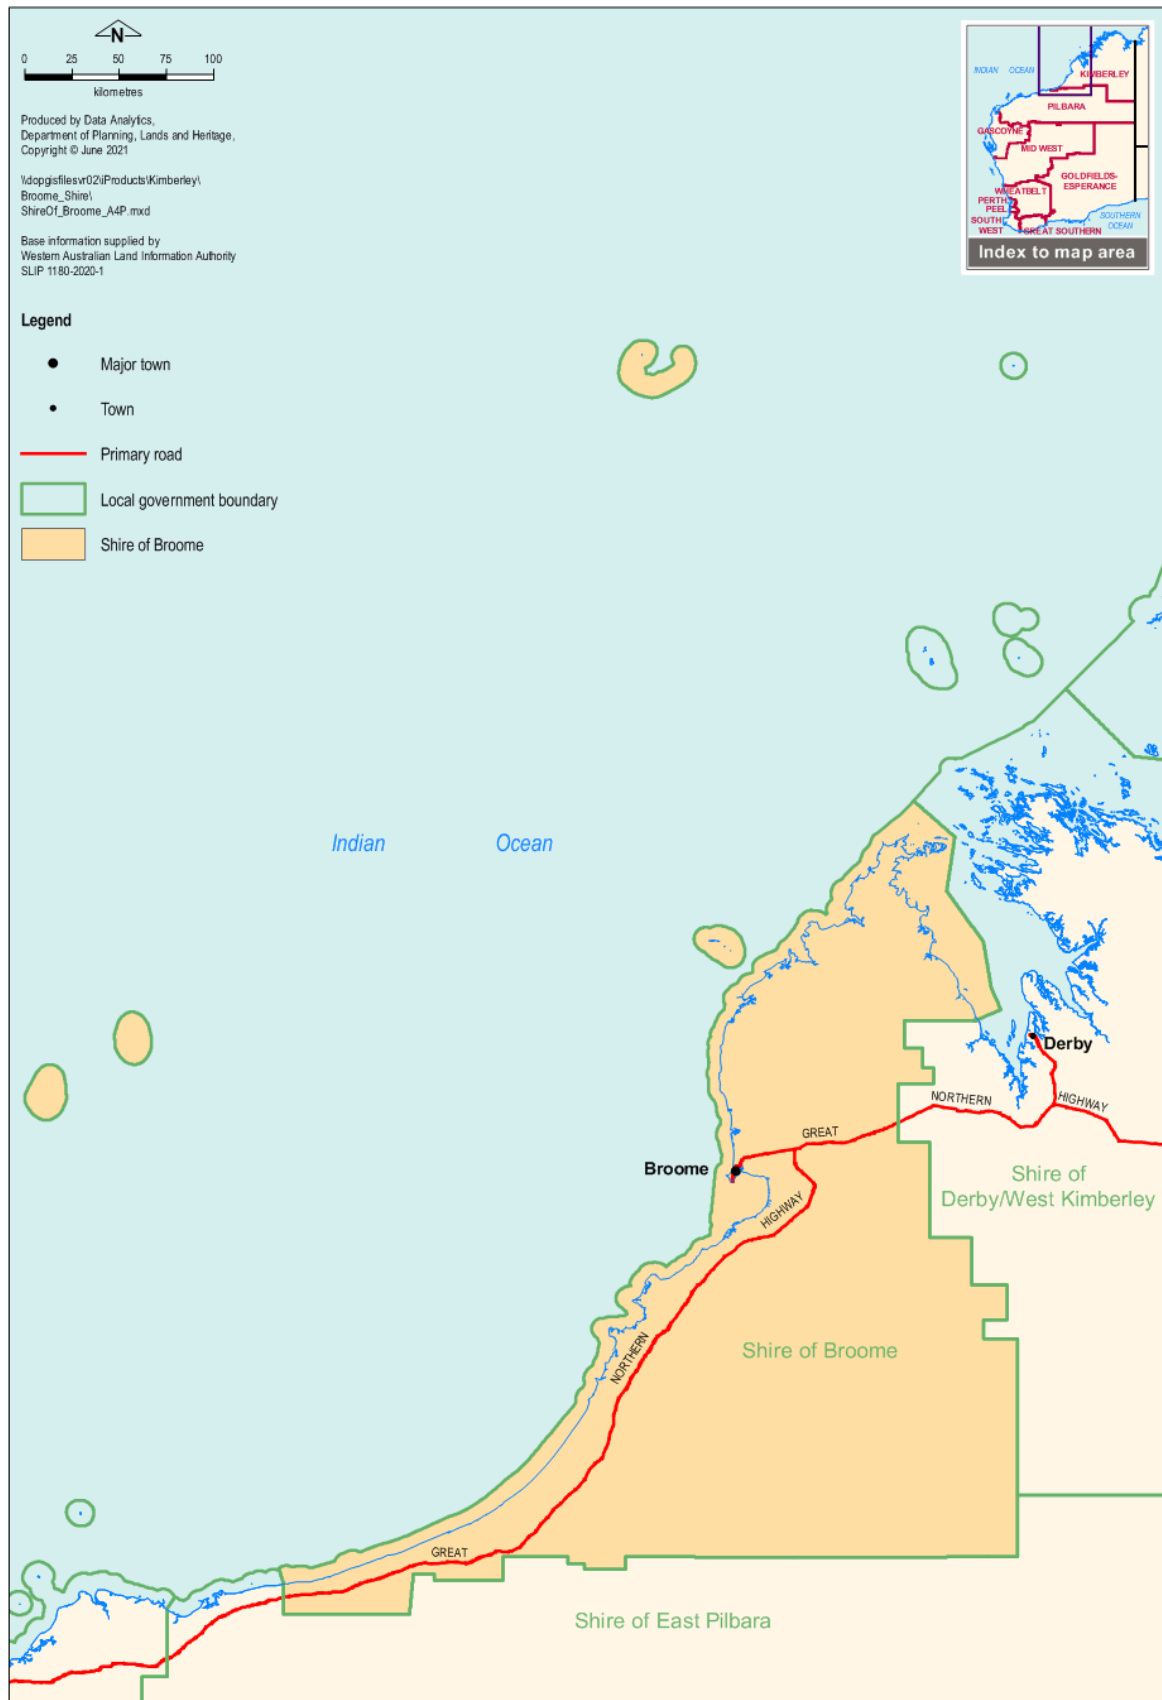 N
0 25 50 75 100
kilometres
Produced by Data Analytics,
Department of Planning, Lands and Heritage,
Copyright © June 2021
\\dopgisfilesvr02\iProducts\Kimberley\
Broome_Shire\
ShireOf_Broome_A4P.mxd
Base information supplied by
Western Australian Land Information Authority
SLIP 1180-2020-1
Legend
Major town
Town
Primary road
Local government boundary
Shire of Broome
INDIAN OCEAN
KIMBERLEY
PILBARA
GASCOYNE
MID WEST
GOLDFIELDS-
ESPERANCE
WHEATBELT
PERTH
PEEL
SOUTH
WEST
GREAT SOUTHERN
SOUTHERN
OCEAN
Index to map area
Indian Ocean
Derby
NORTHERN
HIGHWAY
GREAT
Broome
HIGHWAY
Shire of
Derby/West Kimberley
NORTHERN
Shire of Broome
GREAT
Shire of East Pilbara